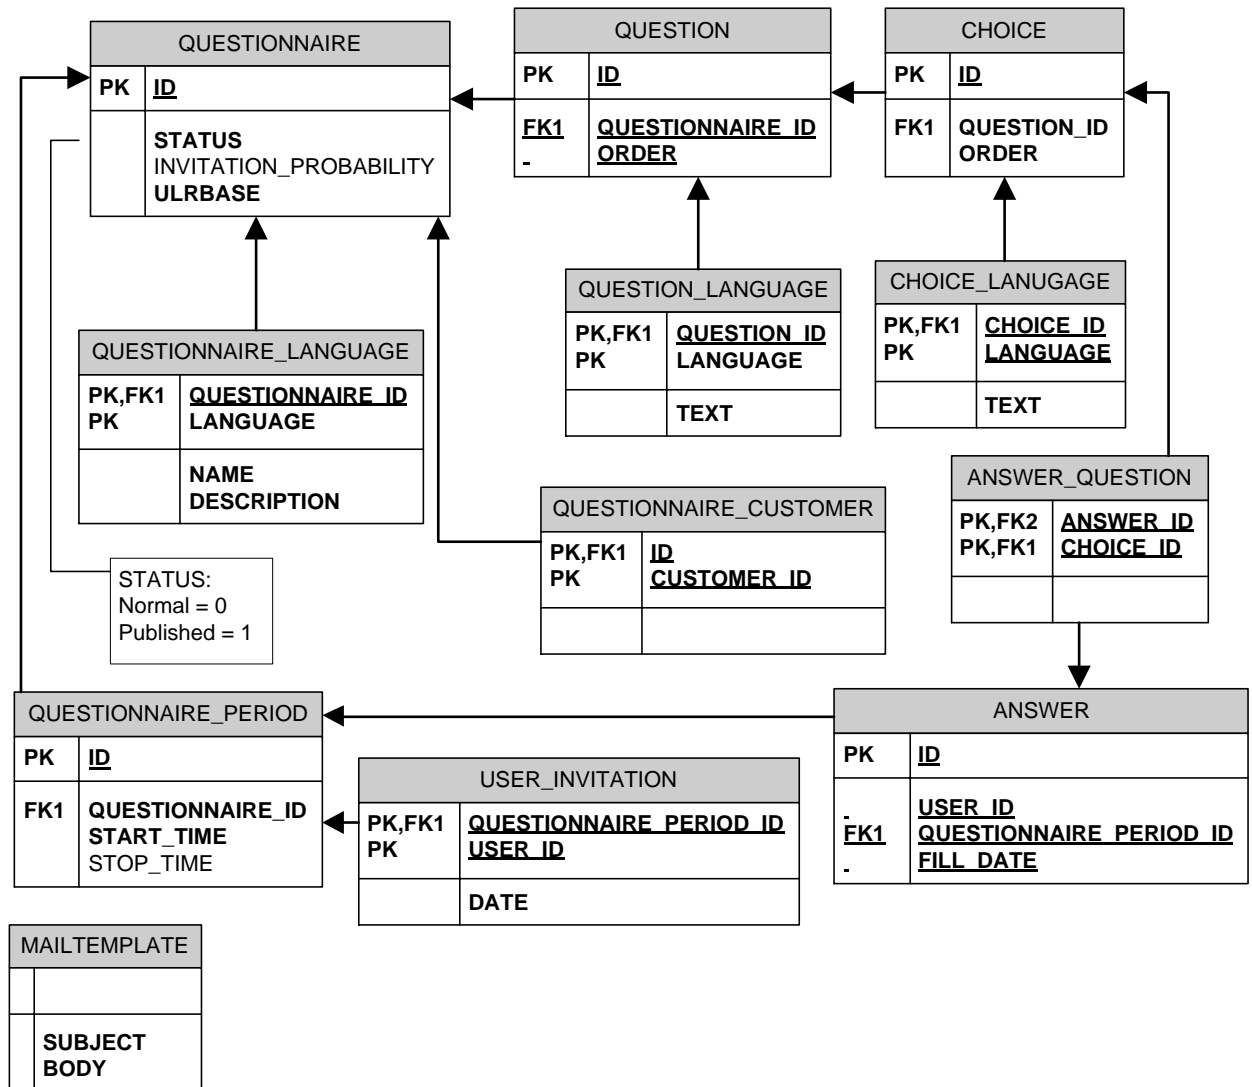 QUESTIONNAIRE
PK ID
STATUS
INVITATION_PROBABILITY
ULRBASE
QUESTION
PK ID
FK1 QUESTIONNAIRE_ID
ORDER
CHOICE
PK ID
FK1 QUESTION_ID
ORDER
QUESTION_LANGUAGE
PK,FK1 QUESTION_ID
PK LANGUAGE
TEXT
CHOICE_LANUGAGE
PK,FK1 CHOICE_ID
PK LANGUAGE
TEXT
QUESTIONNAIRE_LANGUAGE
PK,FK1 QUESTIONNAIRE_ID
PK LANGUAGE
NAME
DESCRIPTION
QUESTIONNAIRE_CUSTOMER
PK,FK1 ID
PK CUSTOMER_ID
ANSWER_QUESTION
PK,FK2 ANSWER_ID
PK,FK1 CHOICE_ID
STATUS:
Normal = 0
Published = 1
QUESTIONNAIRE_PERIOD
PK ID
FK1 QUESTIONNAIRE_ID
START_TIME
STOP_TIME
USER_INVITATION
PK,FK1 QUESTIONNAIRE_PERIOD_ID
PK USER_ID
DATE
ANSWER
PK ID
USER_ID
FK1 QUESTIONNAIRE_PERIOD_ID
FILL_DATE
MAILTEMPLATE
SUBJECT
BODY